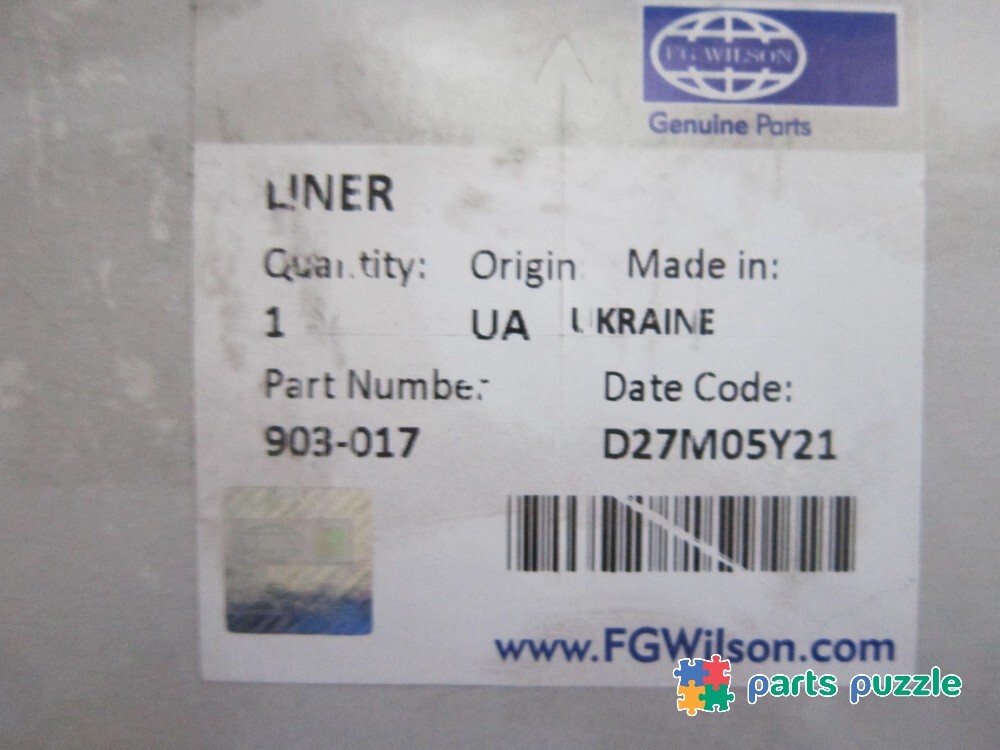 FG WILSON
Genuine Parts
LINER
Quantity: Origin Made in:
1 UA UKRAINE
Part Number Date Code:
903-017 D27M05Y21
www.FGWilson.com
parts puzzle